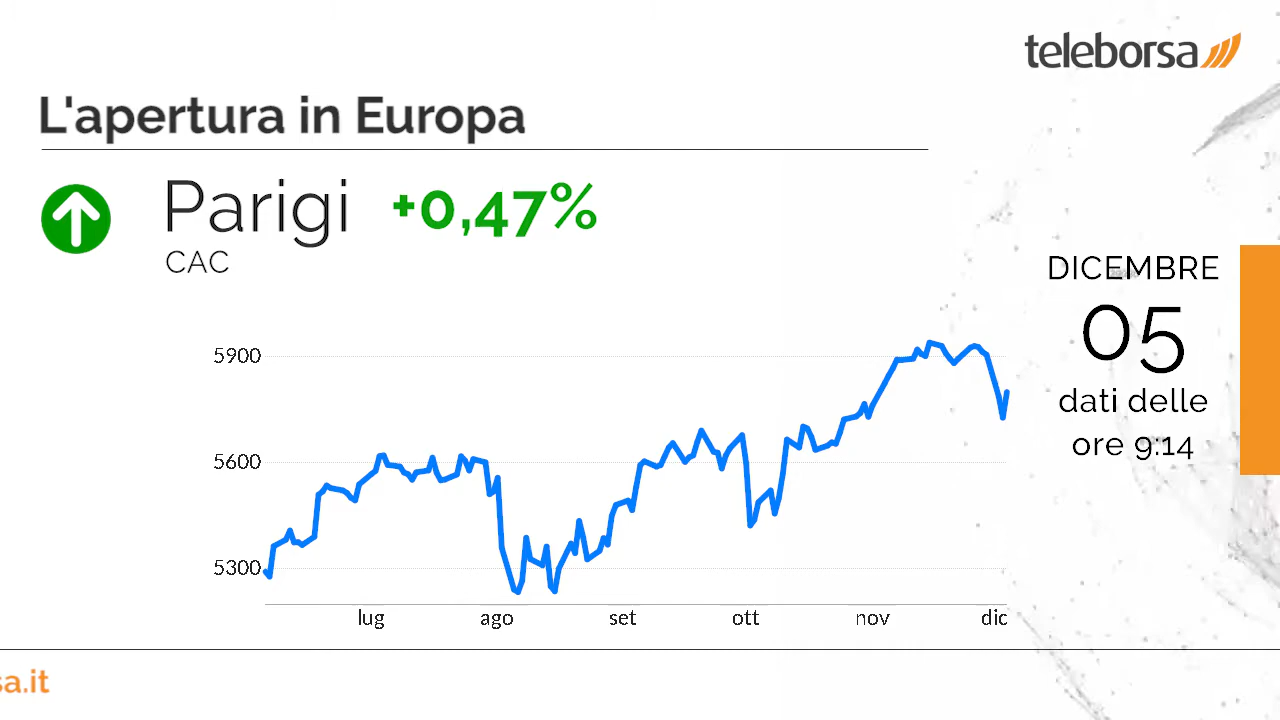 teleborsa
L'apertura in Europa
Parigi +0,47%
CAC
DICEMBRE
05
dati delle
ore 9:14
5900
5600
5300
lug ago set ott nov dic
sa.it